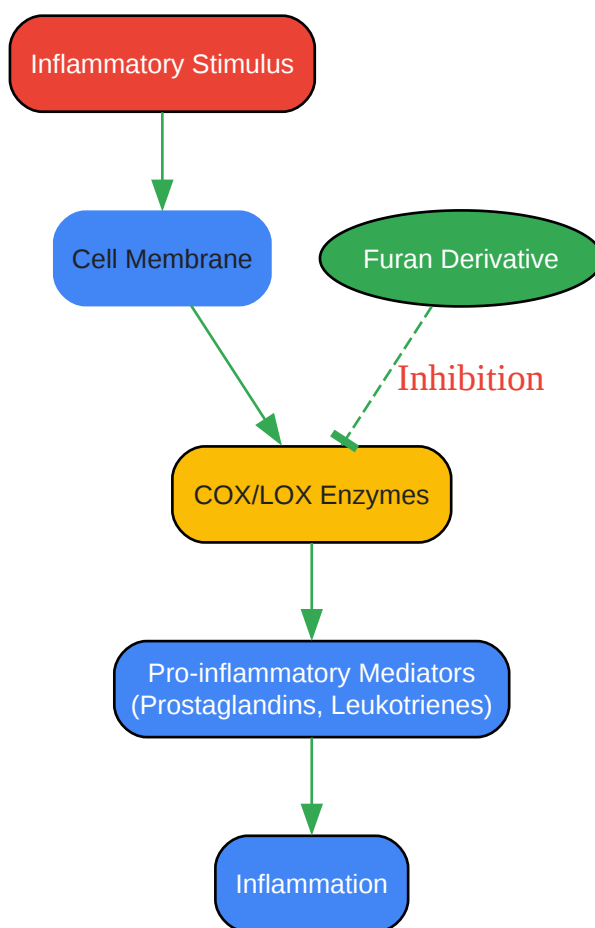 Inflammatory Stimulus
Cell Membrane
Furan Derivative
Inhibition
COX/LOX Enzymes
Pro-inflammatory Mediators
(Prostaglandins, Leukotrienes)
Inflammation